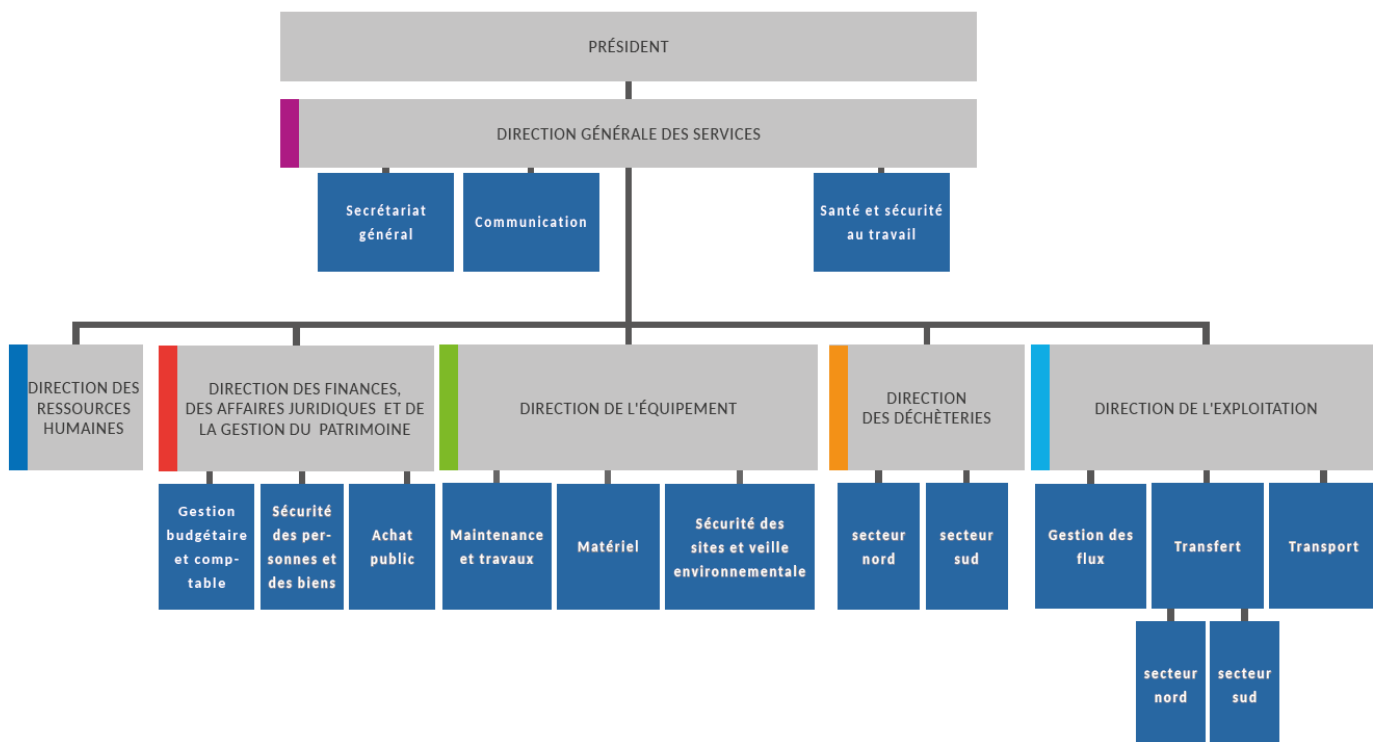 PRÉSIDENT
DIRECTION GÉNÉRALE DES SERVICES
Secrétariat
général
Communication
Santé et sécurité
au travail
DIRECTION DES
RESSOURCES
HUMAINES
DIRECTION DES FINANCES,
DES AFFAIRES JURIDIQUES ET DE
LA GESTION DU PATRIMOINE
DIRECTION DE L'ÉQUIPEMENT
DIRECTION
DES DÉCHÈTERIES
DIRECTION DE L'EXPLOITATION
Gestion
budgétaire
et comp-
table
Sécurité
des per-
sonnes et
des biens
Achat
public
Maintenance
et travaux
Matériel
Sécurité des
sites et veille
environnementale
secteur
nord
secteur
sud
Gestion des
flux
Transfert
Transport
secteur
nord
secteur
sud